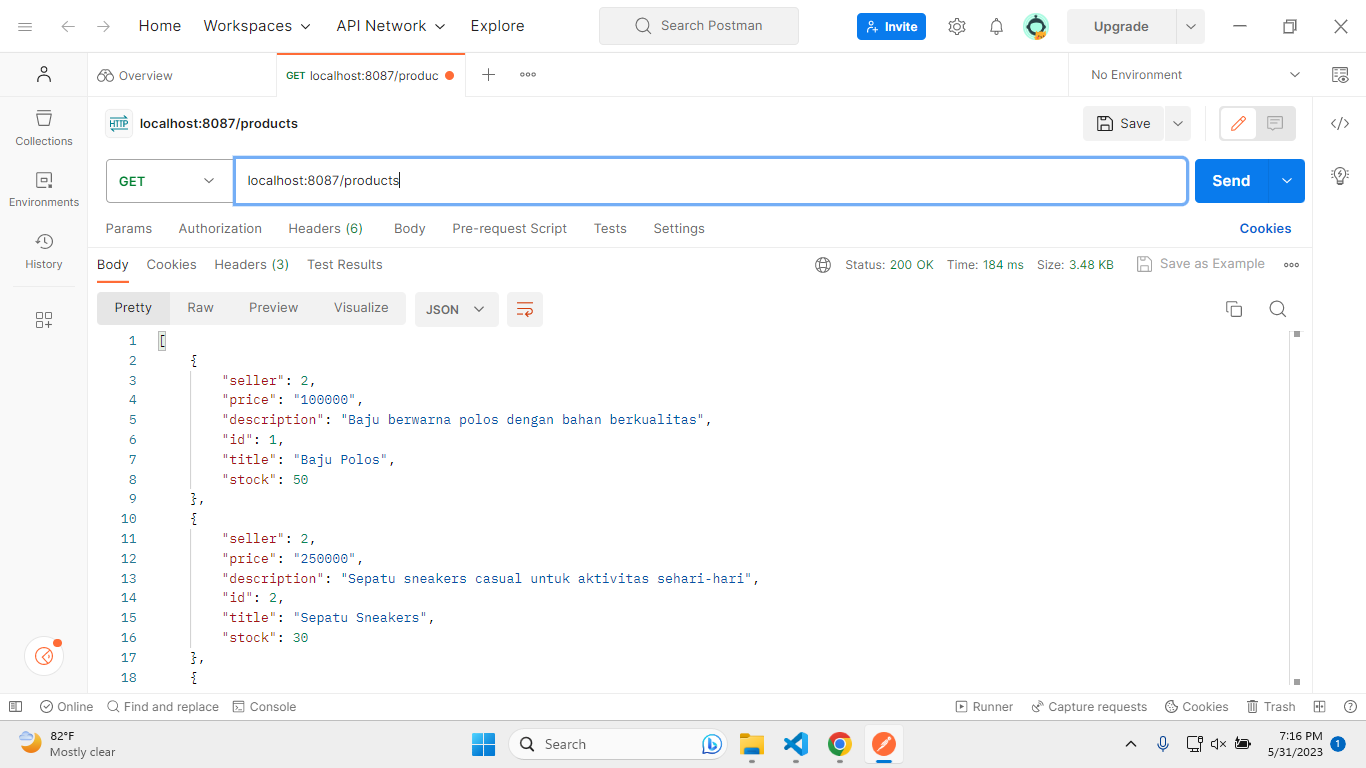 Home Workspaces API Network Explore Search Postman Invite Upgrade
Overview GET localhost:8087/produc No Environment
HTTP localhost:8087/products Save
Collections
GET localhost:8087/products Send
Environments
Params Authorization Headers (6) Body Pre-request Script Tests Settings Cookies
History
Body Cookies Headers (3) Test Results Status: 200 OK Time: 184 ms Size: 3.48 KB Save as Example
Pretty Raw Preview Visualize JSON
1 [
2 {
3 "seller": 2,
4 "price": "100000",
5 "description": "Baju berwarna polos dengan bahan berkualitas",
6 "id": 1,
7 "title": "Baju Polos",
8 "stock": 50
9 },
10 {
11 "seller": 2,
12 "price": "250000",
13 "description": "Sepatu sneakers casual untuk aktivitas sehari-hari",
14 "id": 2,
15 "title": "Sepatu Sneakers",
16 "stock": 30
17 },
18 {
Online Find and replace Console Runner Capture requests Cookies Trash
82°F
Mostly clear
Search
7:16 PM
5/31/2023
1